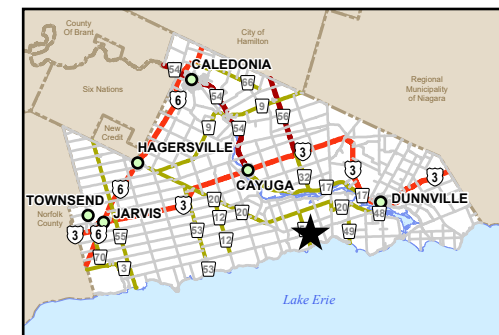 County
Of Brant
City of
Hamilton
CALEDONIA
54
66
Six Nations
6
54
Regional
Municipality
of Niagara
9
56
New
Credit
9
54
HAGERSVILLE
3
3
3
6
CAYUGA
32
17
17
TOWNSEND
20
DUNNVILLE
Norfolk
County
JARVIS
3
12
20
20
48
3
6
55
53
12
49
70
3
53
Lake Erie